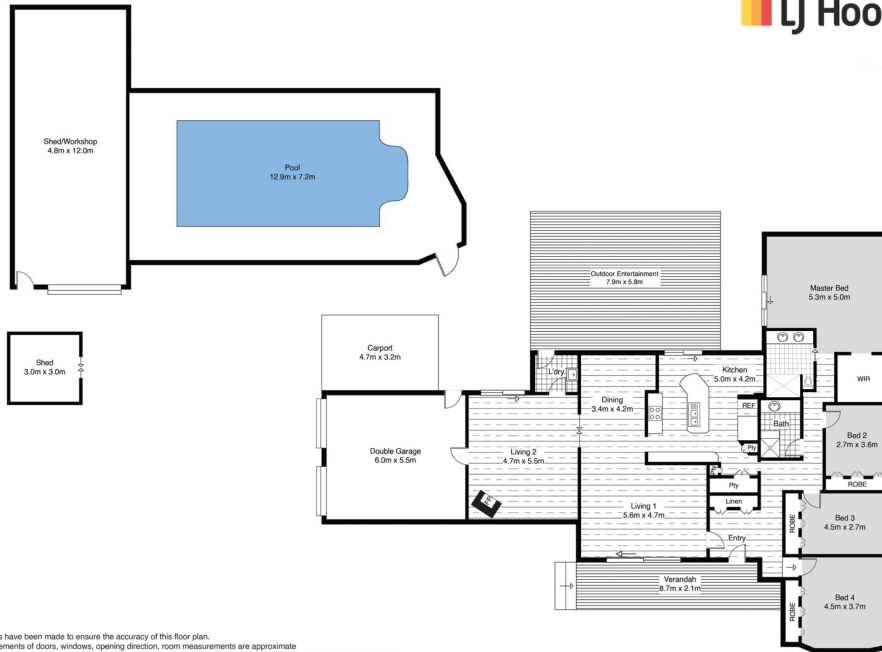 LJ Hoo
Shed/Workshop
4.8m x 12.0m
Pool
12.9m x 7.2m
Outdoor Entertainment
7.9m x 5.8m
Master Bed
5.3m x 5.0m
Shed
3.0m x 3.0m
Carport
4.7m x 3.2m
L'dry
Kitchen
5.0m x 4.2m
WIR
Dining
3.4m x 4.2m
REF
Bath
Bed 2
2.7m x 3.6m
Double Garage
6.0m x 5.5m
Living 2
4.7m x 5.5m
Pty
Pty
Pty
ROBE
Linen
Living 1
5.6m x 4.7m
FP
ROBE
Bed 3
4.5m x 2.7m
Entry
Verandah
8.7m x 2.1m
ROBE
Bed 4
4.5m x 3.7m
s have been made to ensure the accuracy of this floor plan.
ements of doors, windows, opening direction, room measurements are approximate